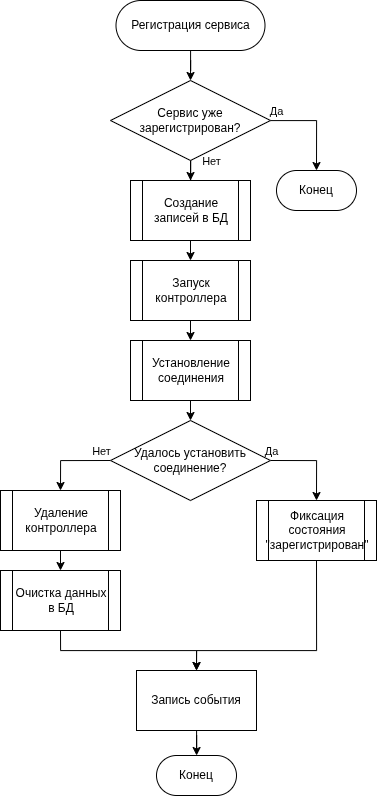 Регистрация сервиса
Сервис уже
зарегистрирован?
Да
Нет
Конец
Создание
записей в БД
Запуск
контроллера
Установление
соединения
Нет
Удалось установить
соединение?
Да
Удаление
контроллера
Фиксация
состояния
"зарегистрирован"
Очистка данных
в БД
Запись события
Конец